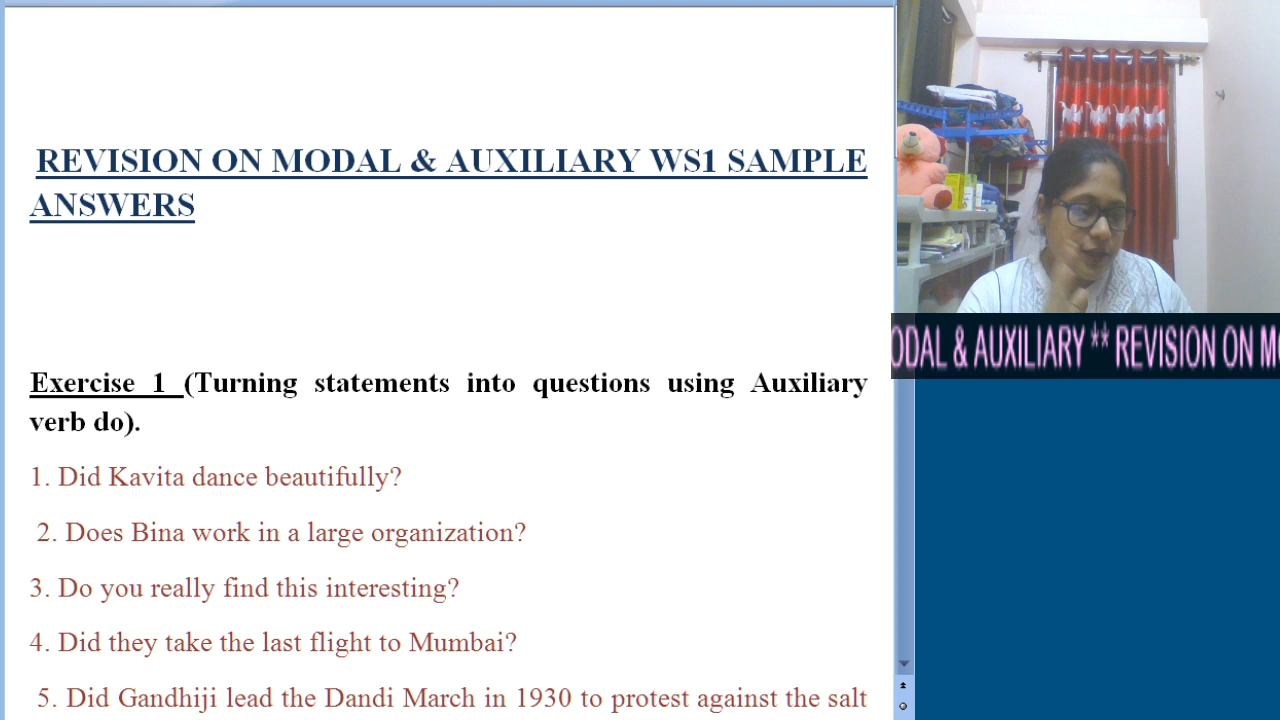 REVISION ON MODAL & AUXILIARY WS1 SAMPLE
ANSWERS
Exercise 1 (Turning statements into questions using Auxiliary
verb do).
1. Did Kavita dance beautifully?
2. Does Bina work in a large organization?
3. Do you really find this interesting?
4. Did they take the last flight to Mumbai?
5. Did Gandhiji lead the Dandi March in 1930 to protest against the salt
ODAL & AUXILIARY ** REVISION ON M